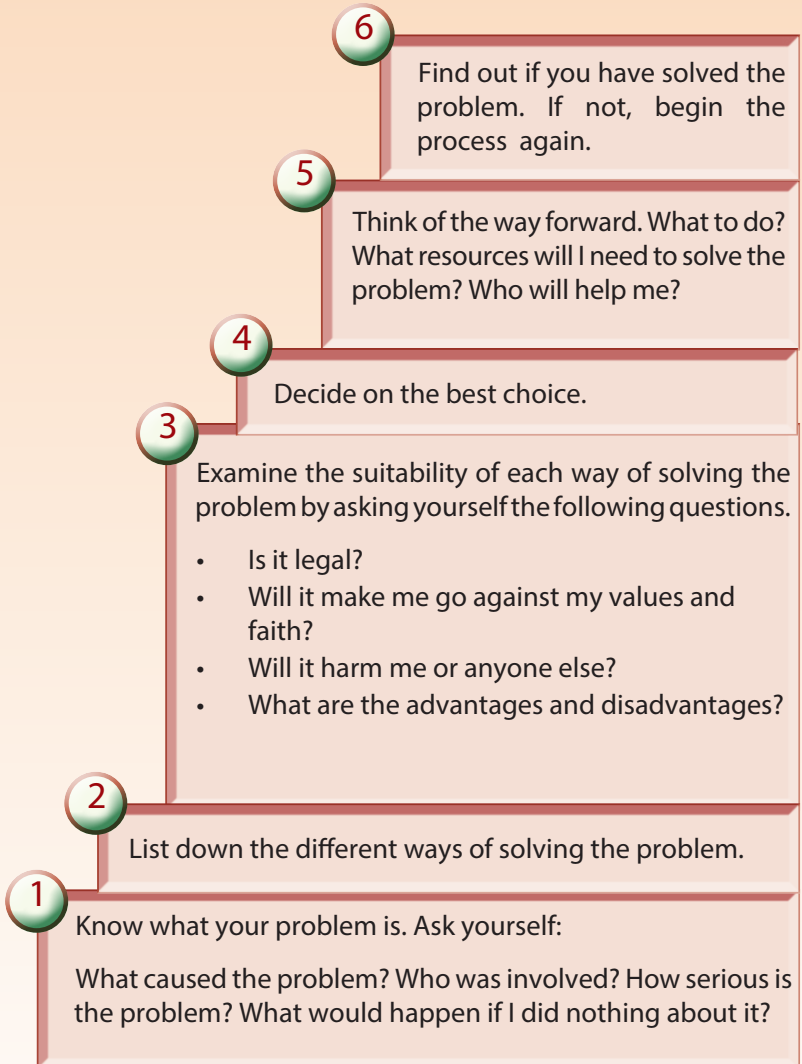 6
Find out if you have solved the
problem. If not, begin the
process again.
5
Think of the way forward. What to do?
What resources will I need to solve the
problem? Who will help me?
4
Decide on the best choice.
3
Examine the suitability of each way of solving the
problem by asking yourself the following questions.
• Is it legal?
• Will it make me go against my values and
faith?
• Will it harm me or anyone else?
• What are the advantages and disadvantages?
2
List down the different ways of solving the problem.
1
Know what your problem is. Ask yourself:
What caused the problem? Who was involved? How serious is
the problem? What would happen if I did nothing about it?